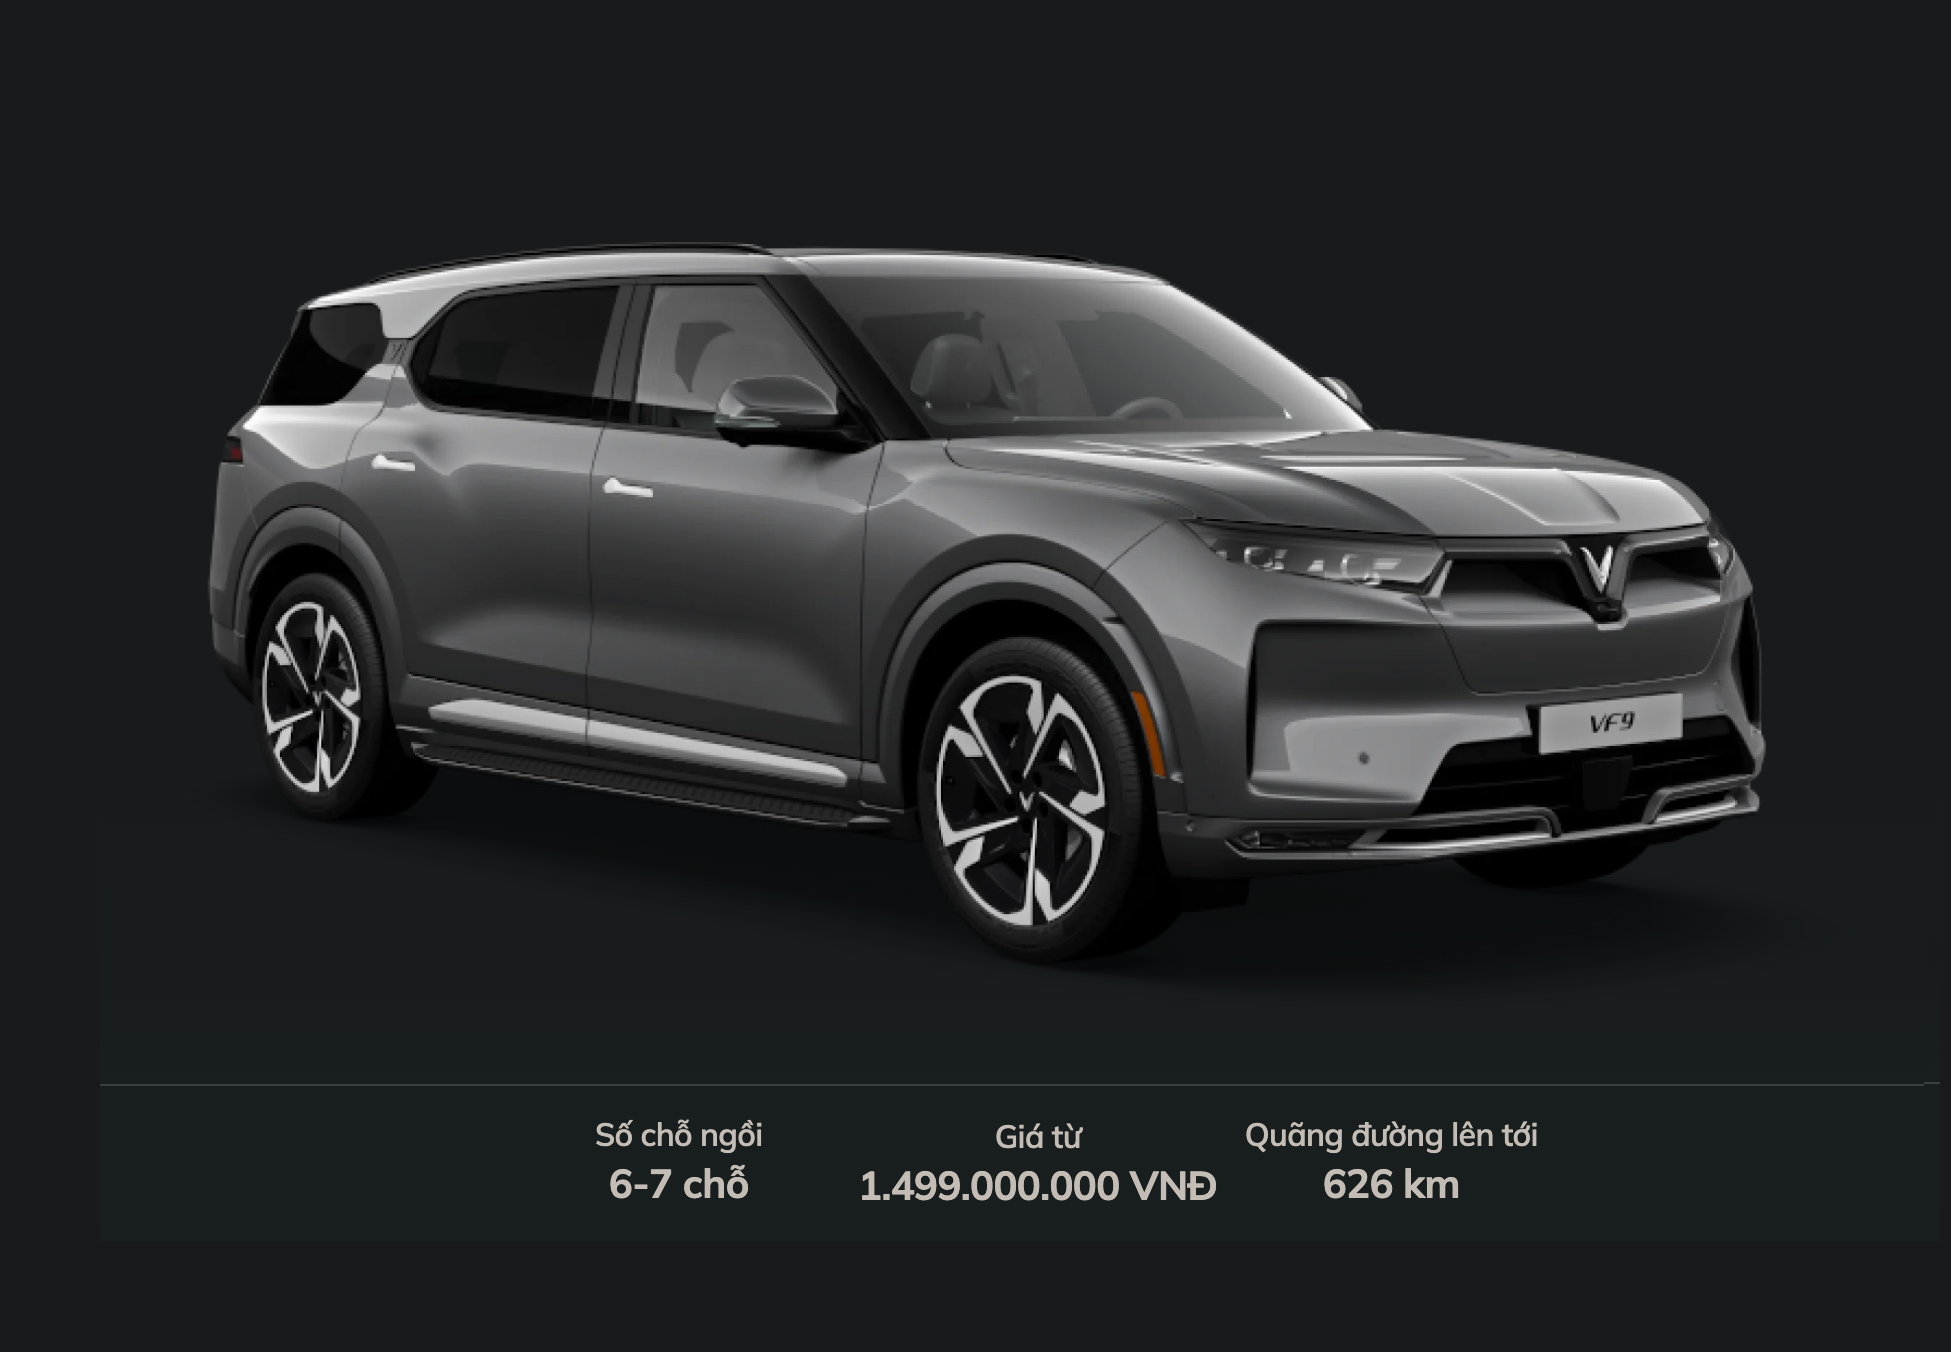 VF9
Số chỗ ngồi
6-7 chỗ
Giá từ
1.499.000.000 VNĐ
Quãng đường lên tới
626 km